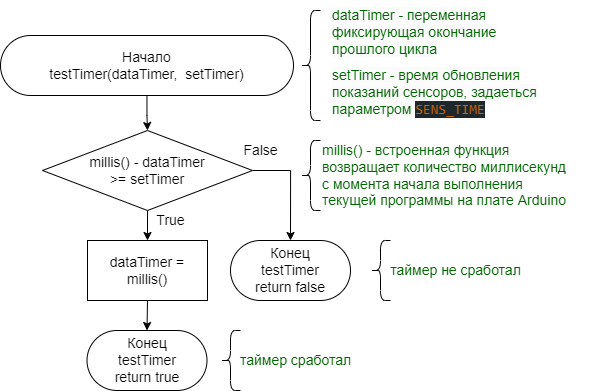 Начало
testTimer(dataTimer, setTimer)
dataTimer - переменная
фиксирующая окончание
прошлого цикла
setTimer - время обновления
показаний сенсоров, задаеться
параметром SENS_TIME
millis() - dataTimer
>= setTimer
False
True
millis() - встроенная функция
возвращает количество миллисекунд
с момента начала выполнения
текущей программы на плате Arduino
dataTimer =
millis()
Конец
testTimer
return false
таймер не сработал
Конец
testTimer
return true
таймер сработал